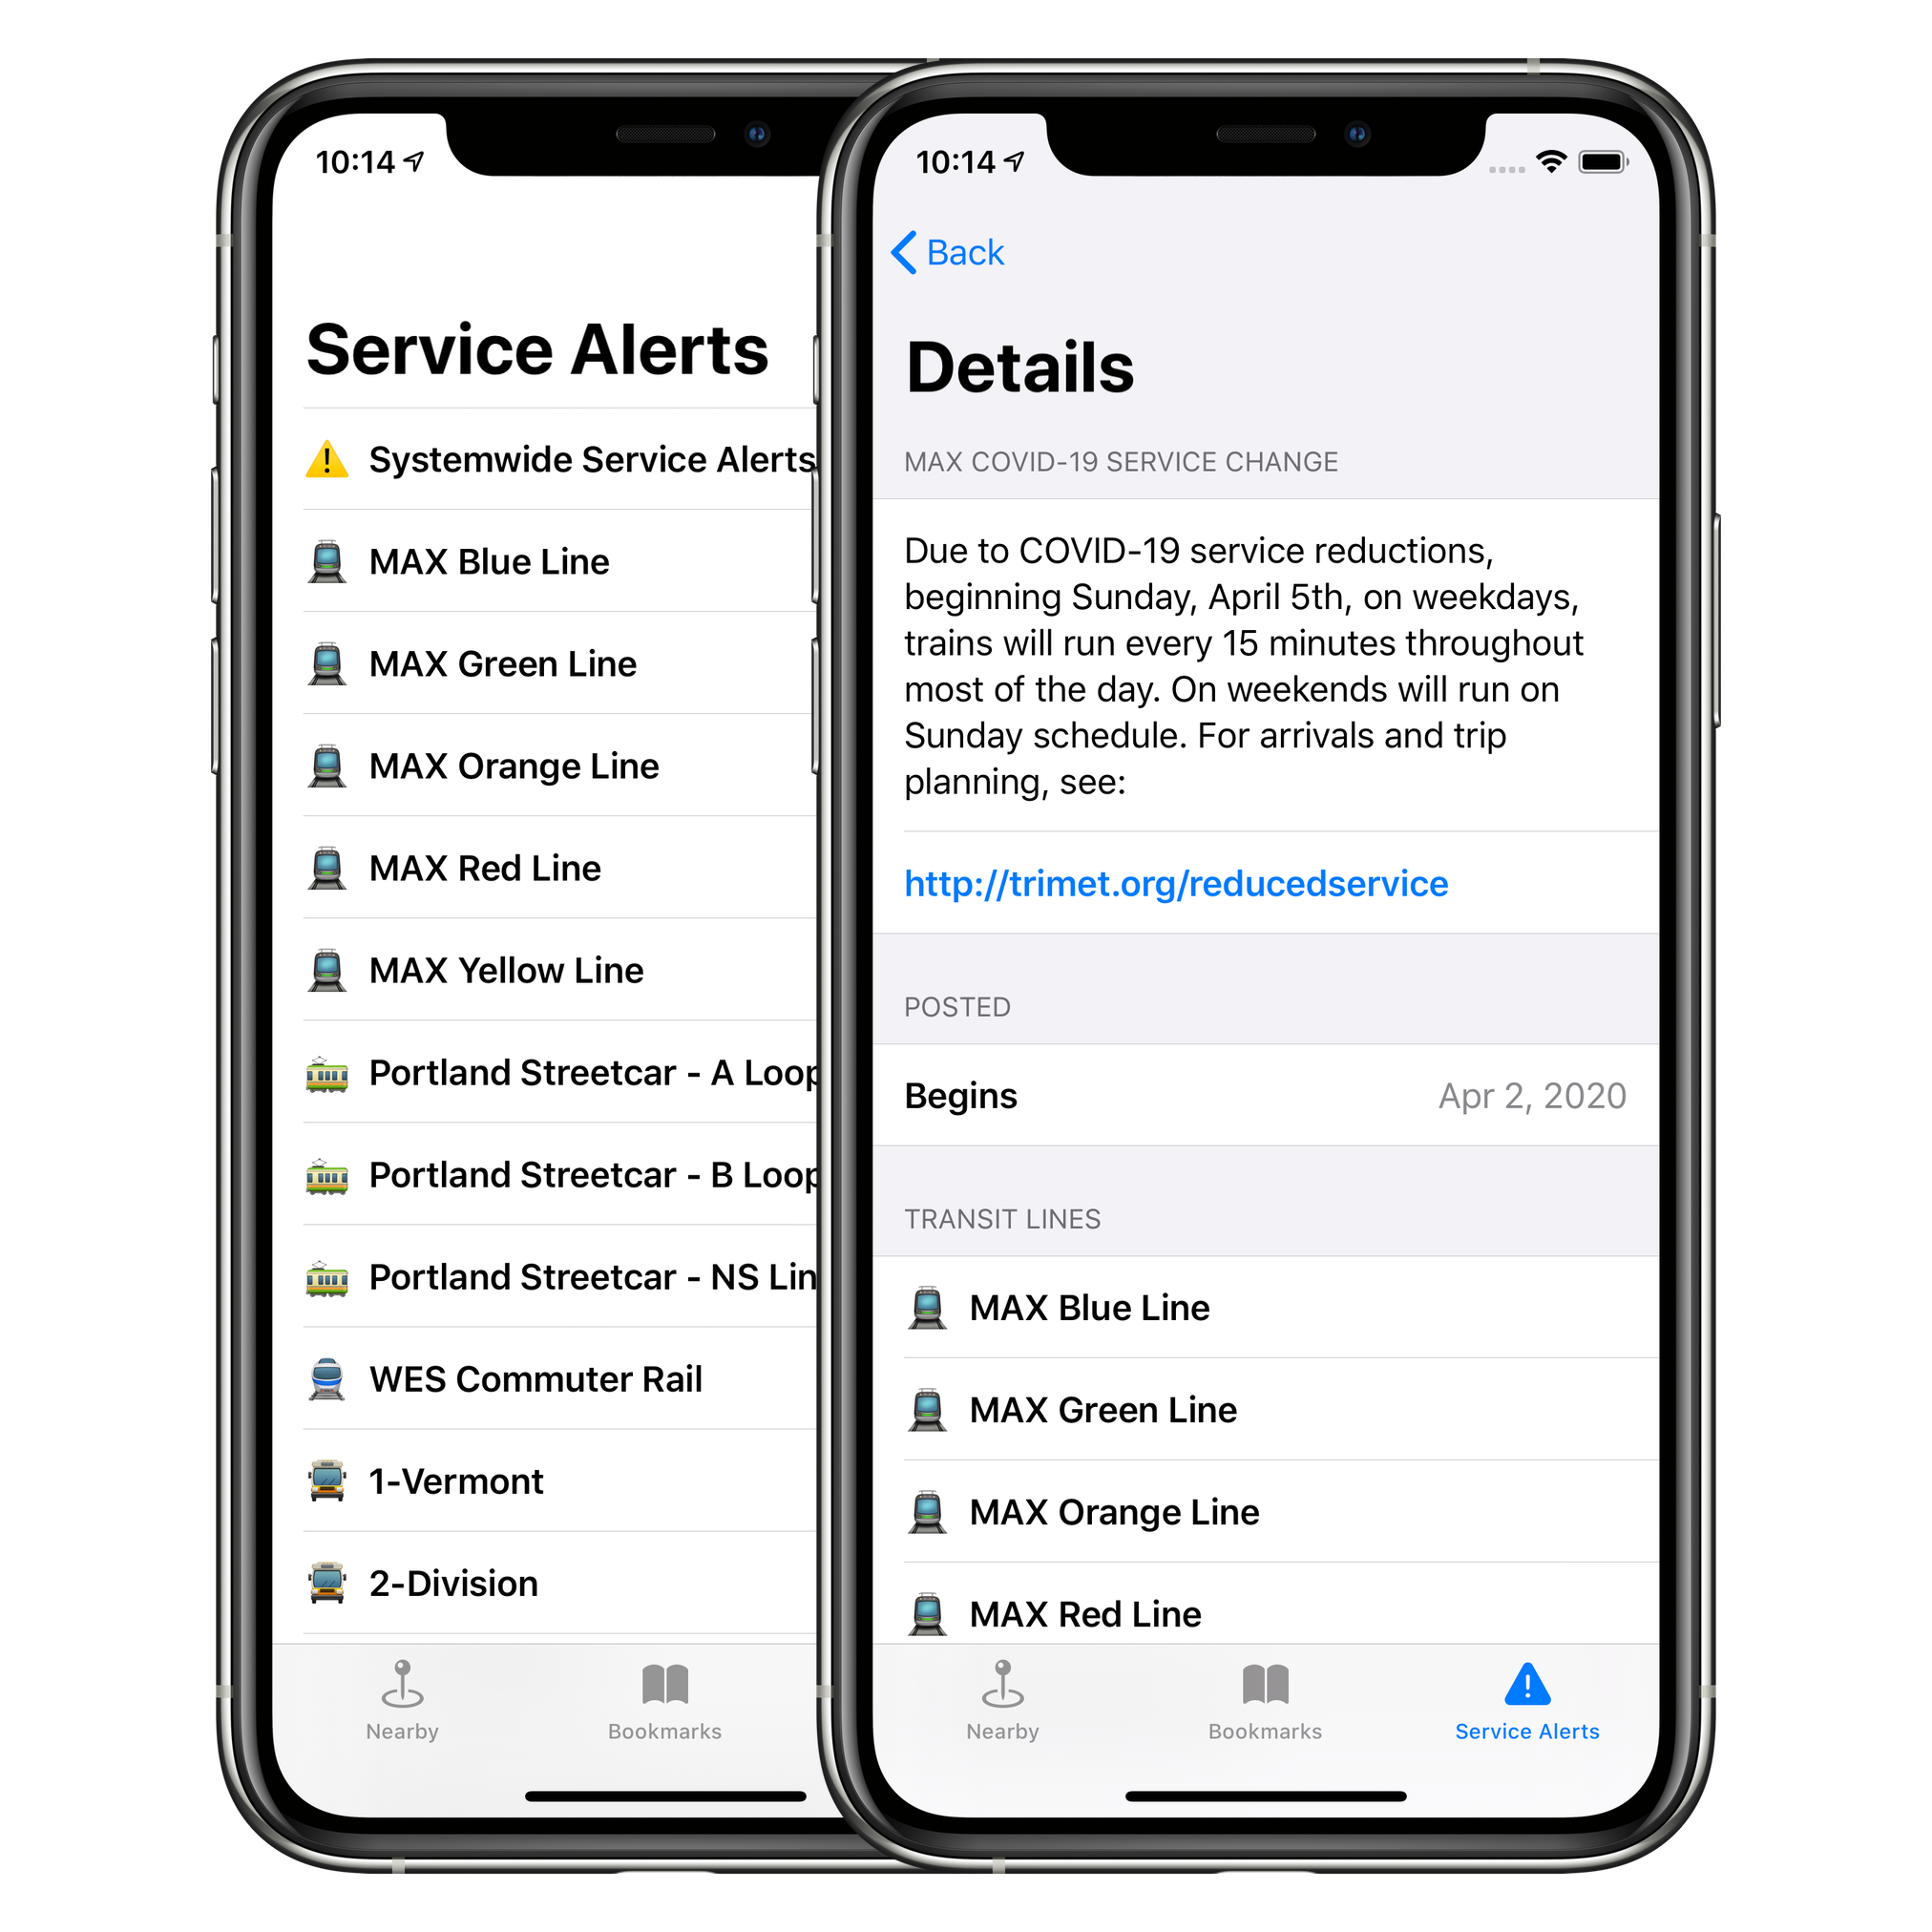 10:14
Service Alerts
Systemwide Service Alerts
MAX Blue Line
MAX Green Line
MAX Orange Line
MAX Red Line
MAX Yellow Line
Portland Streetcar - A Loop
Portland Streetcar - B Loop
Portland Streetcar - NS Lin
WES Commuter Rail
1-Vermont
2-Division
Nearby
Bookmarks
10:14
Back
Details
MAX COVID-19 SERVICE CHANGE
Due to COVID-19 service reductions,
beginning Sunday, April 5th, on weekdays,
trains will run every 15 minutes throughout
most of the day. On weekends will run on
Sunday schedule. For arrivals and trip
planning, see:
http://trimet.org/reducedservice
POSTED
Begins
Apr 2, 2020
TRANSIT LINES
MAX Blue Line
MAX Green Line
MAX Orange Line
MAX Red Line
Nearby
Bookmarks
Service Alerts